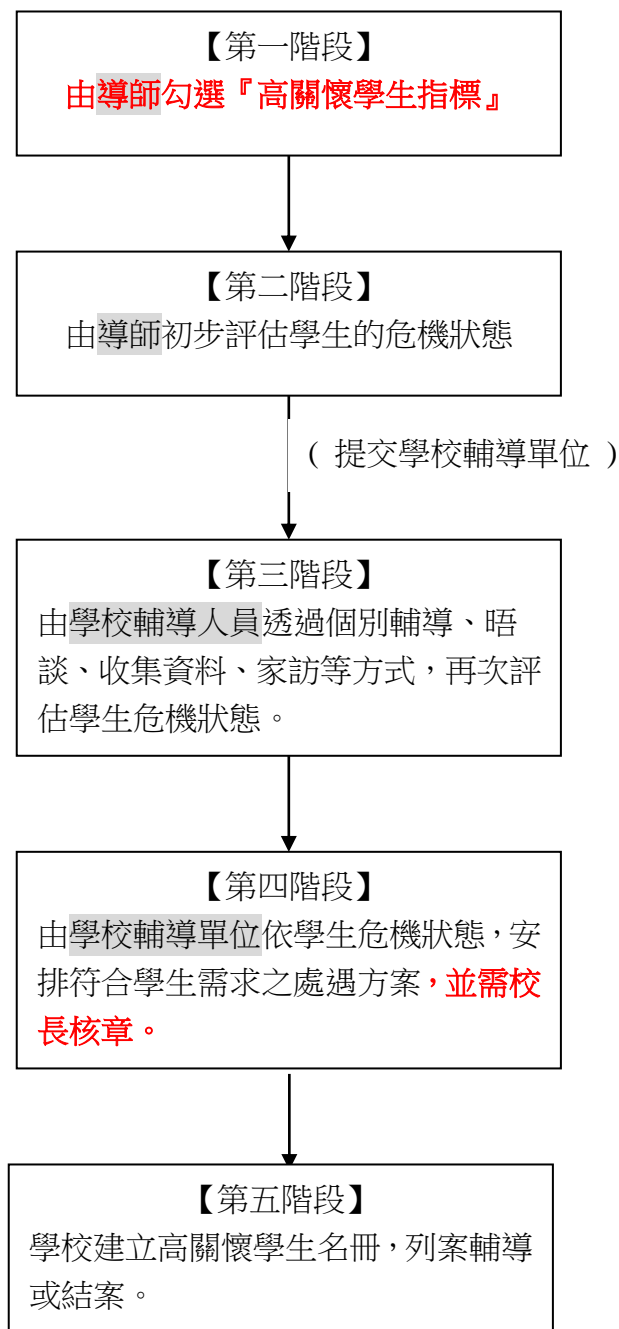 【第一階段】
由導師勾選『高關懷學生指標』
【第二階段】
由導師初步評估學生的危機狀態
( 提交學校輔導單位 )
【第三階段】
由學校輔導人員透過個別輔導、晤
談、收集資料、家訪等方式，再次評
估學生危機狀態。
【第四階段】
由學校輔導單位依學生危機狀態，安
排符合學生需求之處遇方案，並需校
長核章。
【第五階段】
學校建立高關懷學生名冊，列案輔導
或結案。